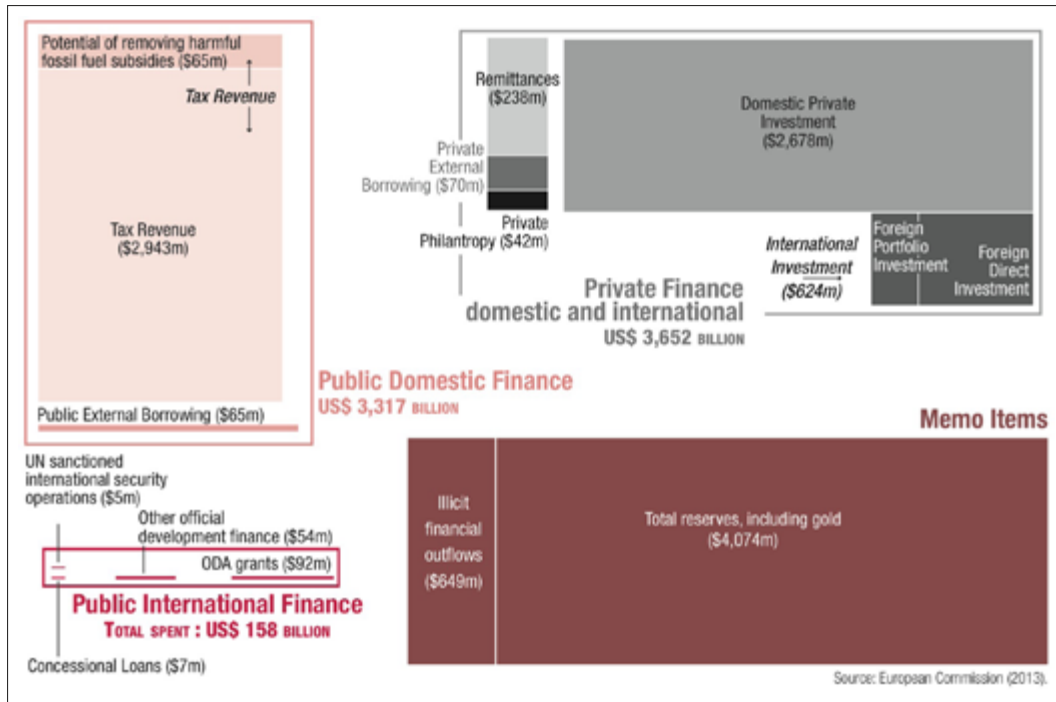 Potential of removing harmful
fossil fuel subsidies ($65m)
Tax Revenue
Tax Revenue
($2,943m)
Public External Borrowing ($65m)
Public Domestic Finance
US$ 3,317 BILLION
Remittances
($238m)
Private
External
Borrowing ($70m)
Private
Philantropy ($42m)
Domestic Private
Investment
($2,678m)
International
Investment
($624m)
Foreign
Portfolio
Investment
Foreign
Direct
Investment
Private Finance
domestic and international
US$ 3,652 BILLION
UN sanctioned
international security
operations ($5m)
Other official
development finance ($54m)
ODA grants ($92m)
Public International Finance
TOTAL SPENT : US$ 158 BILLION
Concessional Loans ($7m)
Memo Items
Illicit
financial
outflows
($649m)
Total reserves, including gold
($4,074m)
Source: European Commission (2013).